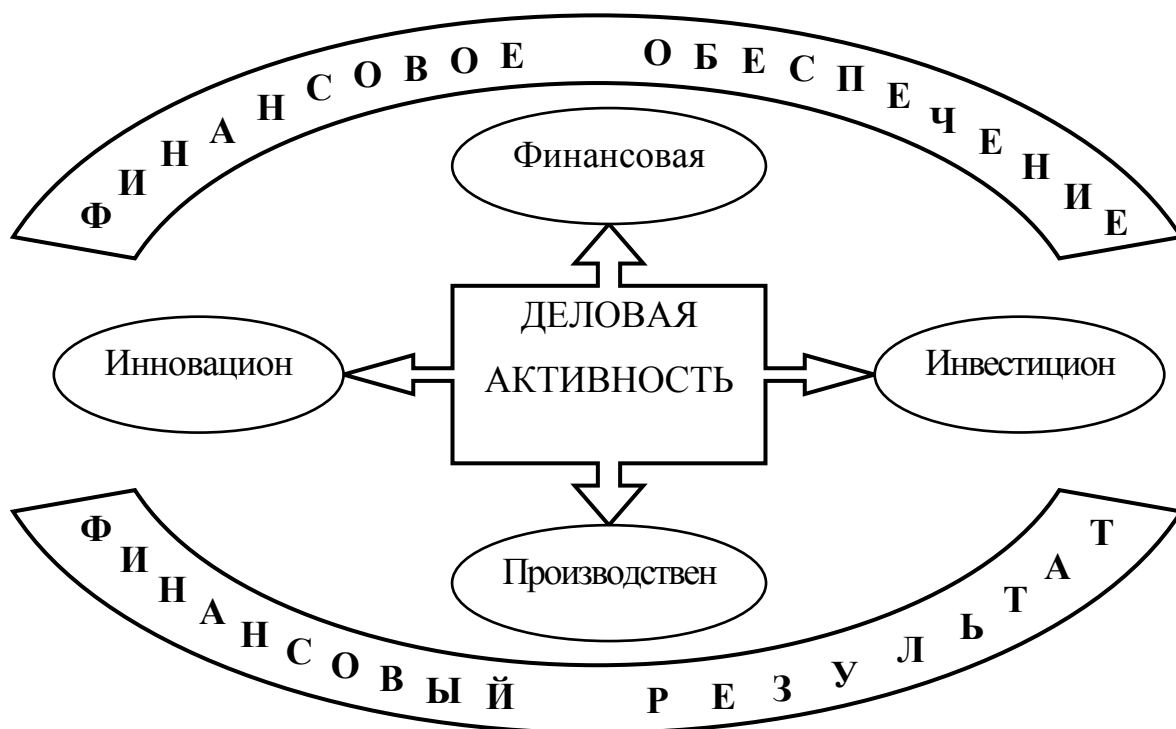 ФИНАНСОВОЕ ОБЕСПЕЧЕНИЕ
Финансовая
ДЕЛОВАЯ
АКТИВНОСТЬ
Инновацион
Инвестицион
Производствен
ФИНАНСОВЫЙ РЕЗУЛЬТАТ